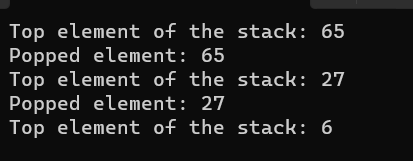 Top element of the stack: 65
Popped element: 65
Top element of the stack: 27
Popped element: 27
Top element of the stack: 6